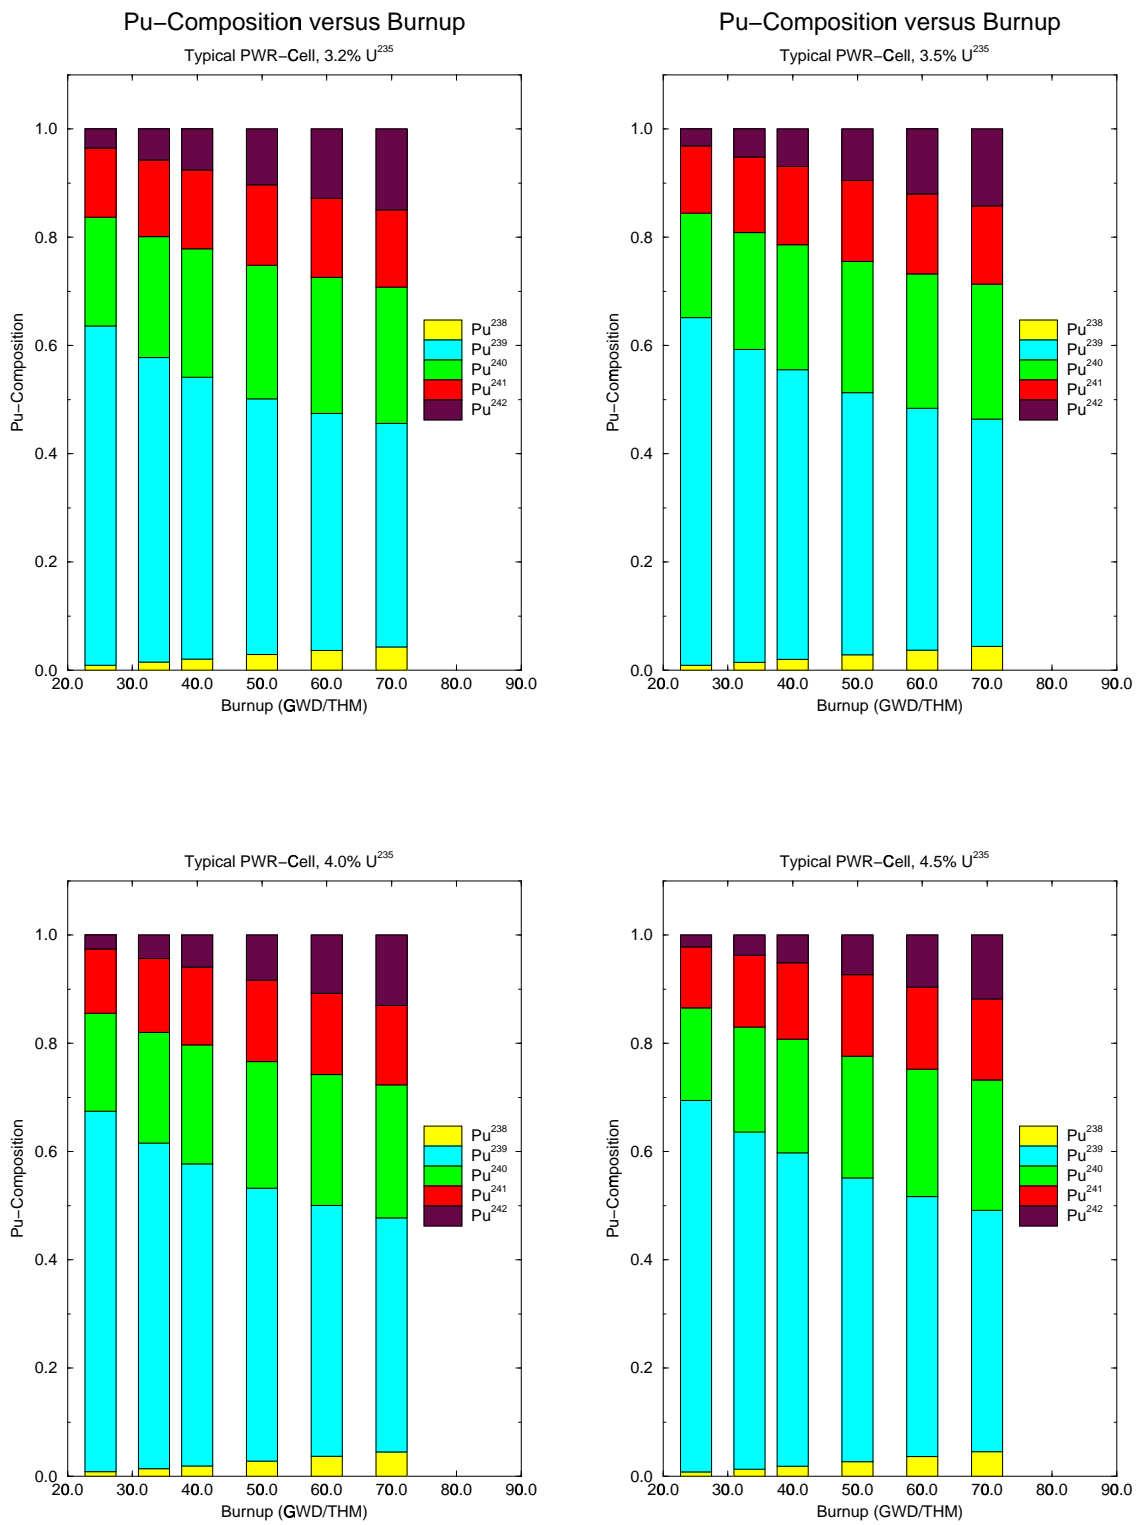 Pu−Composition versus Burnup
Typical PWR−Cell, 3.2% U235
1.0
0.8
0.6
0.4
0.2
0.0
Pu−Composition
20.0 30.0 40.0 50.0 60.0 70.0 80.0 90.0
Burnup (GWD/THM)
Pu238
Pu239
Pu240
Pu241
Pu242
Pu−Composition versus Burnup
Typical PWR−Cell, 3.5% U235
1.0
0.8
0.6
0.4
0.2
0.0
Pu−Composition
20.0 30.0 40.0 50.0 60.0 70.0 80.0 90.0
Burnup (GWD/THM)
Pu238
Pu239
Pu240
Pu241
Pu242
Typical PWR−Cell, 4.0% U235
1.0
0.8
0.6
0.4
0.2
0.0
Pu−Composition
20.0 30.0 40.0 50.0 60.0 70.0 80.0 90.0
Burnup (GWD/THM)
Pu238
Pu239
Pu240
Pu241
Pu242
Typical PWR−Cell, 4.5% U235
1.0
0.8
0.6
0.4
0.2
0.0
Pu−Composition
20.0 30.0 40.0 50.0 60.0 70.0 80.0 90.0
Burnup (GWD/THM)
Pu238
Pu239
Pu240
Pu241
Pu242